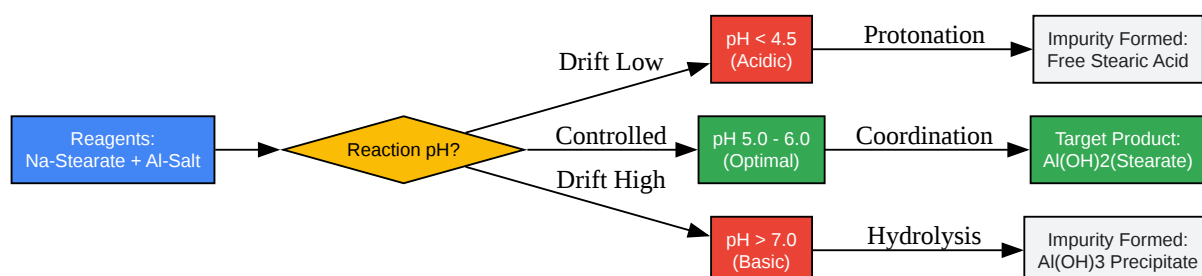 Reagents:
Na-Stearate + Al-Salt
Reaction pH?
Drift Low
pH < 4.5
(Acidic)
Protonation
Impurity Formed:
Free Stearic Acid
Controlled
pH 5.0 - 6.0
(Optimal)
Coordination
Target Product:
Al(OH)2(Stearate)
Drift High
pH > 7.0
(Basic)
Hydrolysis
Impurity Formed:
Al(OH)3 Precipitate